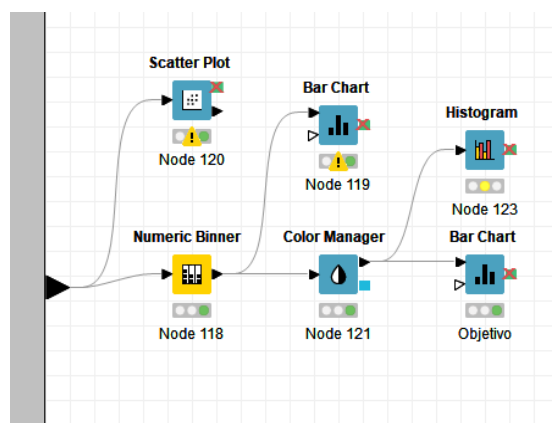 Scatter Plot
Node 120
Bar Chart
Node 119
Histogram
Node 123
Numeric Binner
Node 118
Color Manager
Node 121
Bar Chart
Objetivo